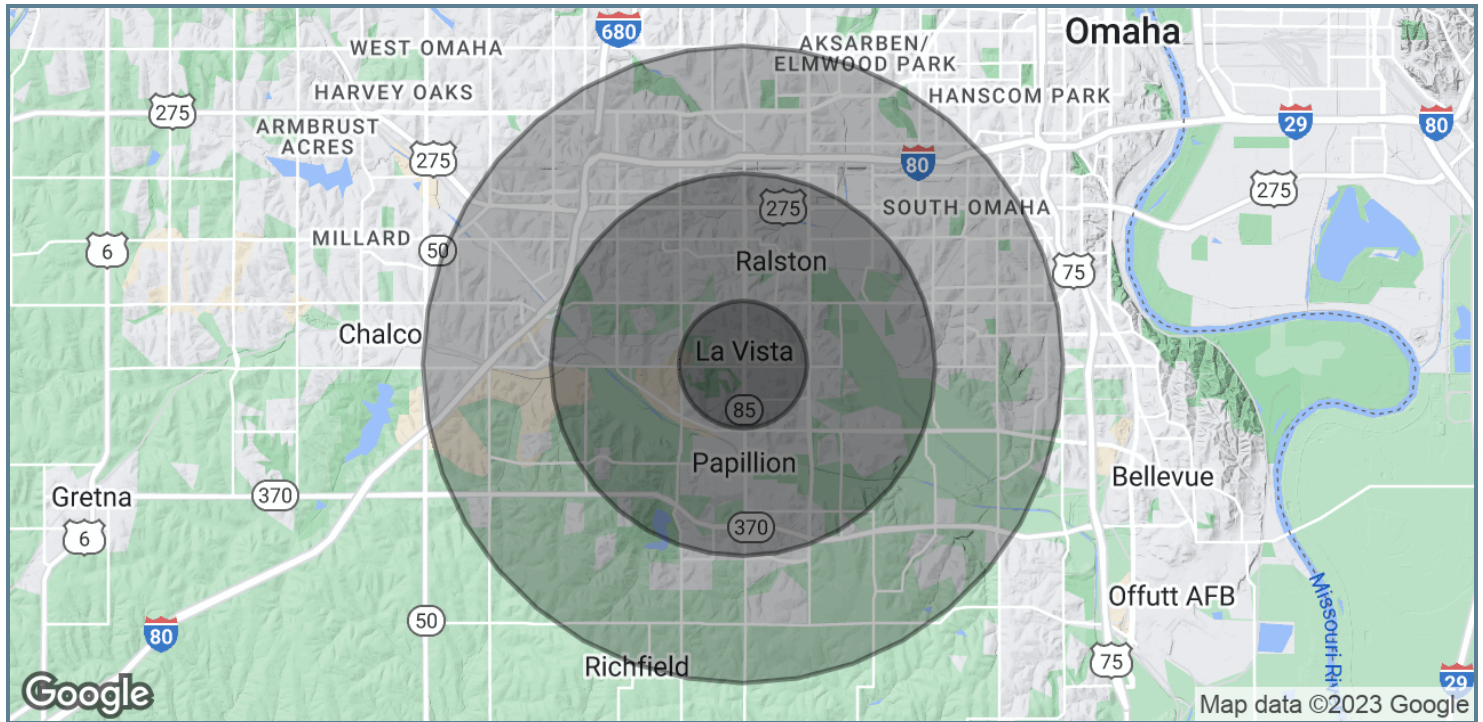 680
Omaha
WEST OMAHA
AKSARBEN/
ELMWOOD PARK
HARVEY OAKS
HANSCOM PARK
275
ARMBRUST
ACRES
29
80
275
80
275
275
SOUTH OMAHA
MILLARD
6
50
Ralston
75
Chalco
La Vista
85
Papillion
Bellevue
Gretna
370
6
370
Offutt AFB
Missouri Riv
50
80
Richfield
75
29
Google
Map data ©2023 Google